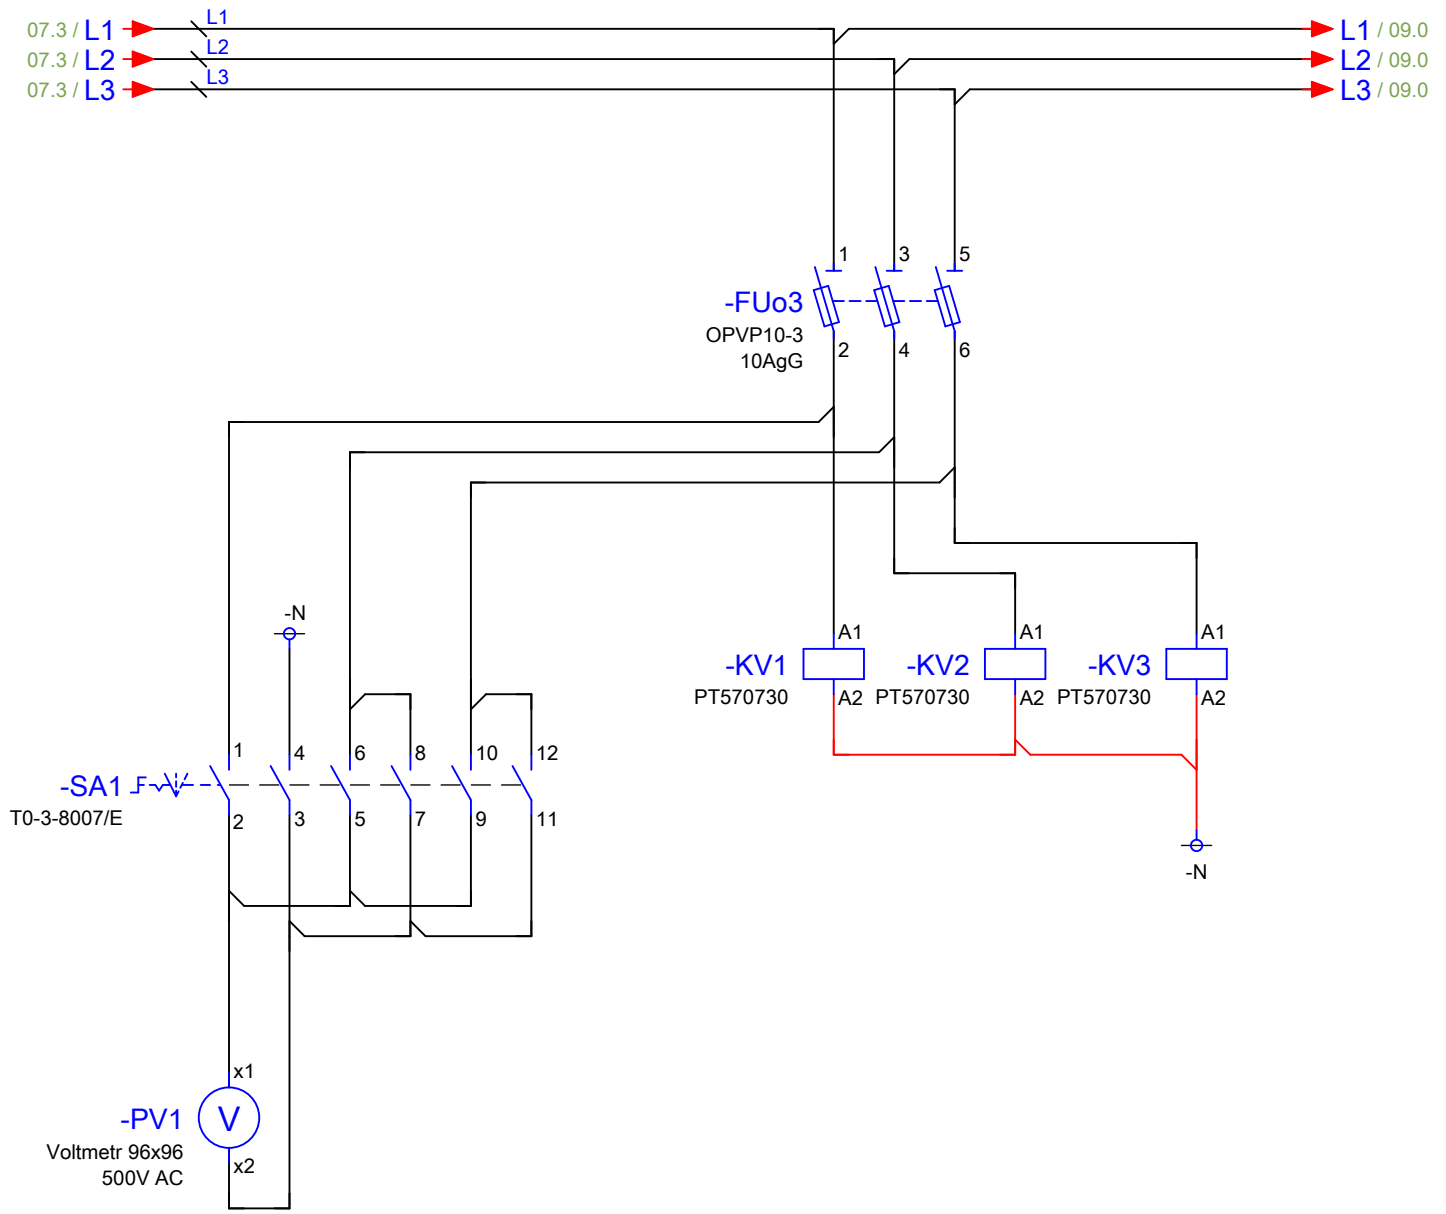 07.3 / L1 L1 L1 / 09.0
07.3 / L2 L2 L2 / 09.0
07.3 / L3 L3 L3 / 09.0
1 3 5
-FUo3
OPVP10-3
10AgG
2 4 6
-N
A1 A1 A1
-KV1 -KV2 -KV3
PT570730 A2 PT570730 A2 PT570730 A2
1 4 6 8 10 12
-SA1
T0-3-8007/E
2 3 5 7 9 11
-N
x1
-PV1 V
Voltmetr 96x96
500V AC
x2